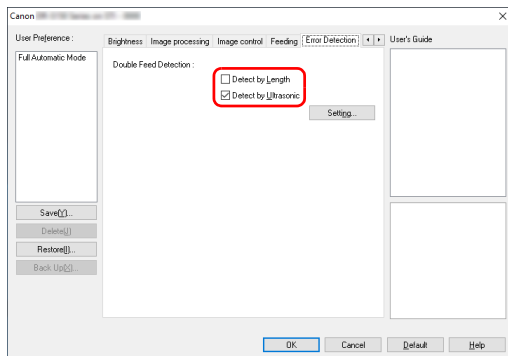 Canon
User Preference :
Full Automatic Mode
Save(Y)...
Delete(J)
Restore(I)...
Back Up(X)...
Brightness Image processing Image control Feeding Error Detection
Double Feed Detection :
Detect by Length
Detect by Ultrasonic
Setting...
User's Guide
OK Cancel Default Help